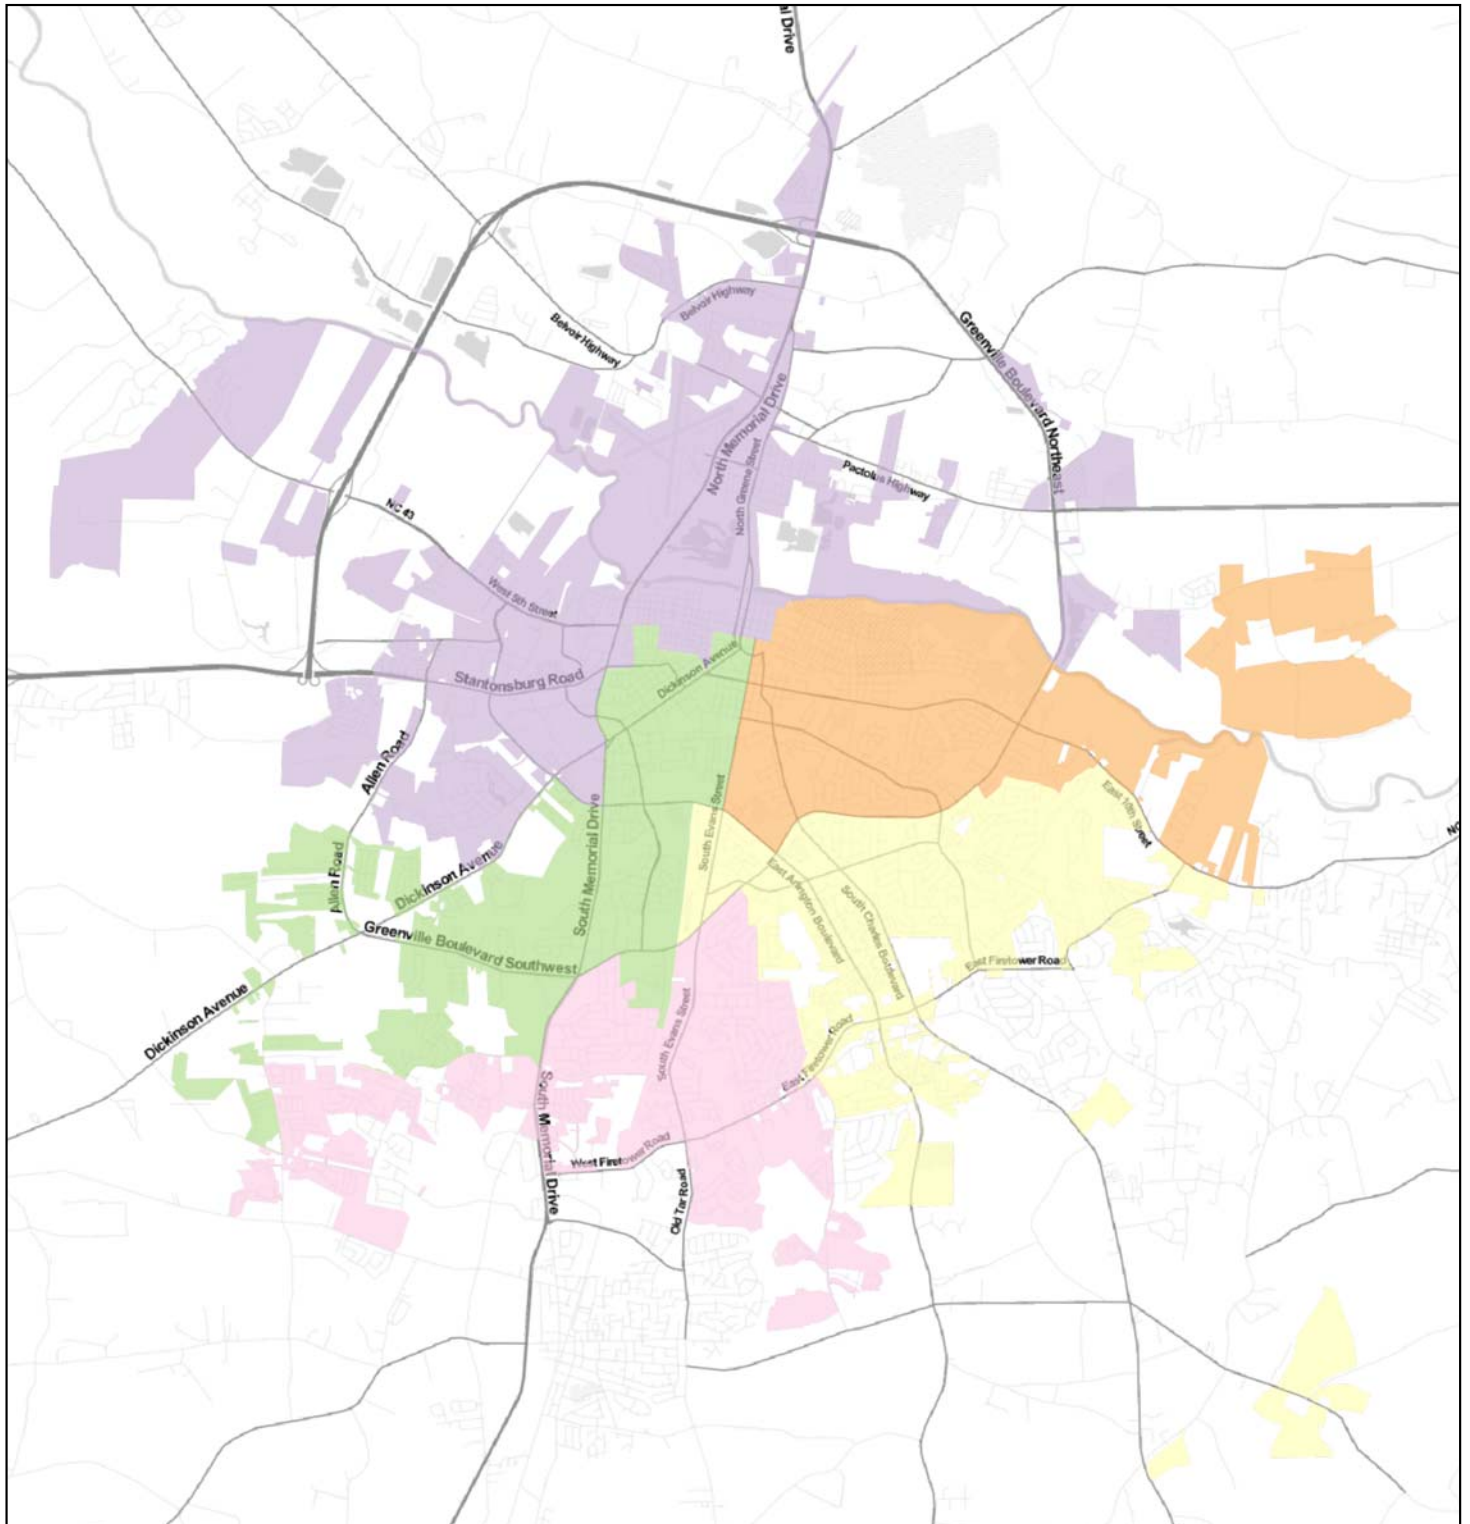 al Drive
Belvoir Highway
Belvoir Highway
Greenville Boulevard Northeast
North Memorial Drive
North Greene Street
Pactolus Highway
NC 43
West 5th Street
Dickinson Avenue
Stantonsburg Road
Allen Road
East 10th Street
South Evans Street
South Memorial Drive
Allen Road
Dickinson Avenue
East Arlington Boulevard
South Charles Boulevard
Greenville Boulevard Southwest
East Firetower Road
Dickinson Avenue
South Evans Street
East Firetower Road
South Memorial Drive
West Firetower Road
Old Tar Road